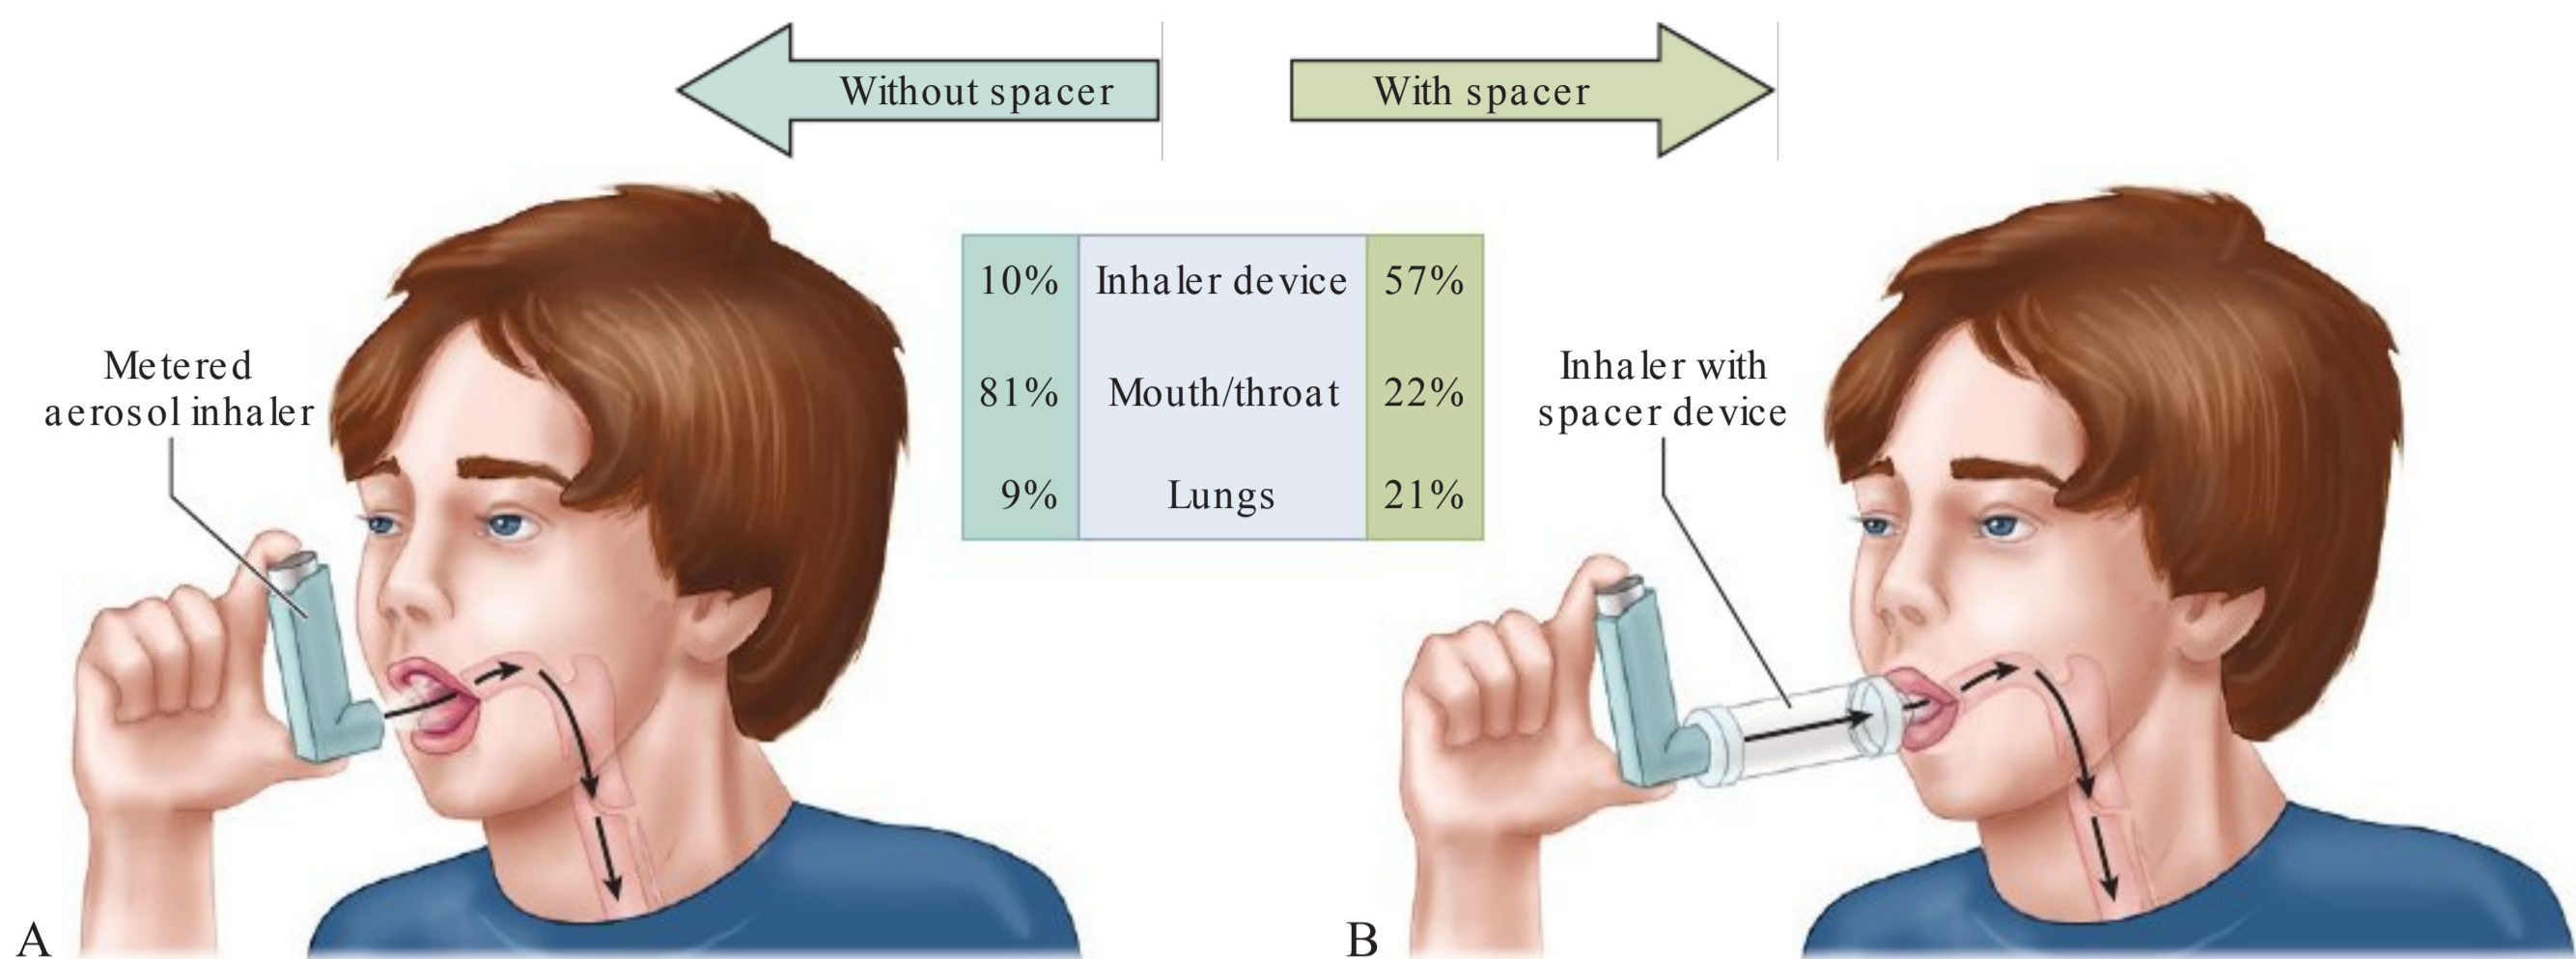 Without spacer
With spacer
10% Inhaler device 57%
81% Mouth/throat 22%
9% Lungs 21%
Metered
aerosol inhaler
Inhaler with
spacer device
A
B